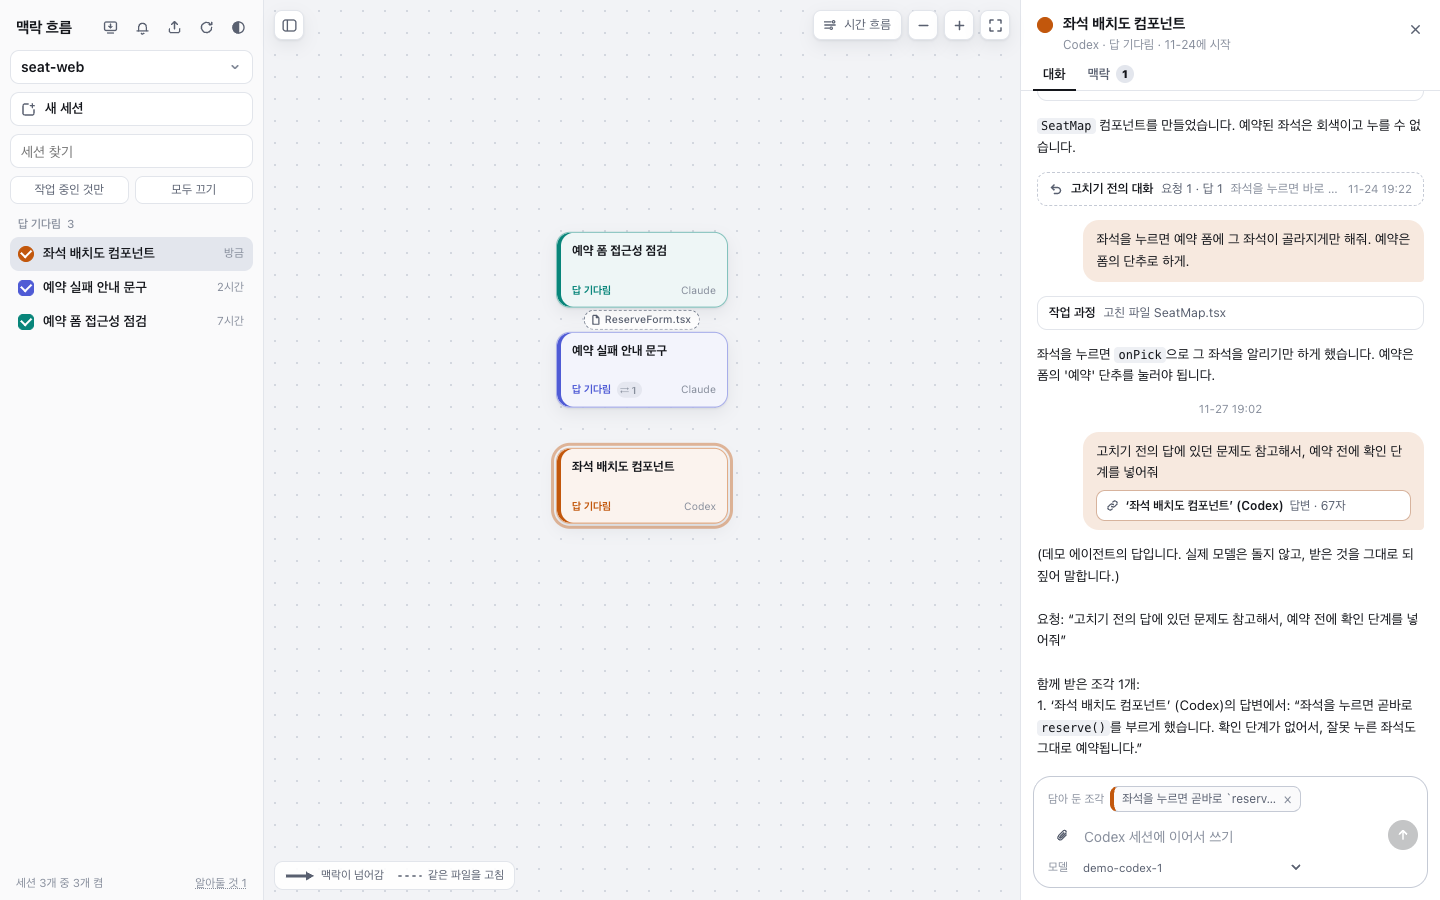 맥락 흐름
seat-web
새 세션
세션 찾기
작업 중인 것만
모두 끄기
답 기다림 3
좌석 배치도 컴포넌트 방금
예약 실패 안내 문구 2시간
예약 폼 접근성 점검 7시간
세션 3개 중 3개 켬
알아둘 것 1
시간 흐름
예약 폼 접근성 점검
답 기다림 Claude
ReserveForm.tsx
예약 실패 안내 문구
답 기다림 1 Claude
좌석 배치도 컴포넌트
답 기다림 Codex
맥락이 넘어감
같은 파일을 고침
좌석 배치도 컴포넌트
Codex · 답 기다림 · 11-24에 시작
대화
맥락 1
SeatMap 컴포넌트를 만들었습니다. 예약된 좌석은 회색이고 누를 수 없
습니다.
고치기 전의 대화 요청 1 · 답 1 좌석을 누르면 바로 ... 11-24 19:22
좌석을 누르면 예약 폼에 그 좌석이 골라지게만 해줘. 예약은
폼의 단추로 하게.
작업 과정 고친 파일 SeatMap.tsx
좌석을 누르면 onPick으로 그 좌석을 알리기만 하게 했습니다. 예약은
폼의 '예약' 단추를 눌러야 됩니다.
11-27 19:02
고치기 전의 답에 있던 문제도 참고해서, 예약 전에 확인 단
계를 넣어줘
‘좌석 배치도 컴포넌트’ (Codex) 답변 · 67자
(데모 에이전트의 답입니다. 실제 모델은 돌지 않고, 받은 것을 그대로 되
짚어 말합니다.)
요청: “고치기 전의 답에 있던 문제도 참고해서, 예약 전에 확인 단계를 넣
어줘”
함께 받은 조각 1개:
1. ‘좌석 배치도 컴포넌트’ (Codex)의 답변에서: “좌석을 누르면 곧바로
reserve()를 부르게 했습니다. 확인 단계가 없어서, 잘못 누른 좌석도
그대로 예약됩니다.”
담아 둔 조각 좌석을 누르면 곧바로 `reserv...
Codex 세션에 이어서 쓰기
모델 demo-codex-1